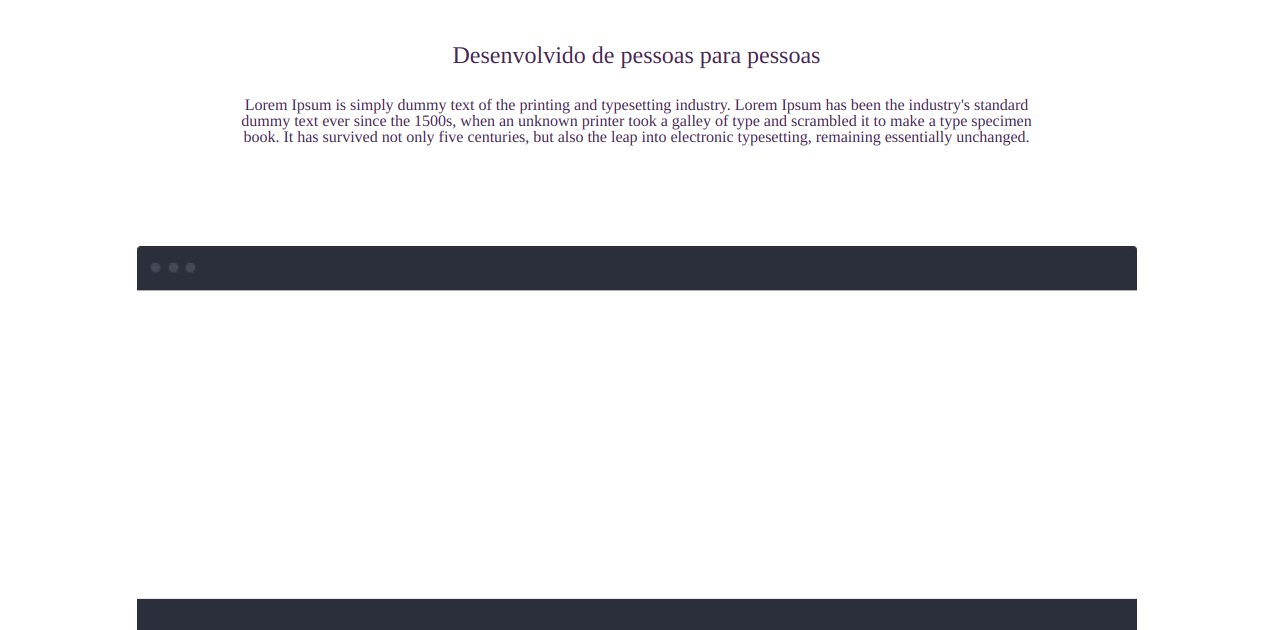 Desenvolvido de pessoas para pessoas
Lorem Ipsum is simply dummy text of the printing and typesetting industry. Lorem Ipsum has been the industry's standard
dummy text ever since the 1500s, when an unknown printer took a galley of type and scrambled it to make a type specimen
book. It has survived not only five centuries, but also the leap into electronic typesetting, remaining essentially unchanged.